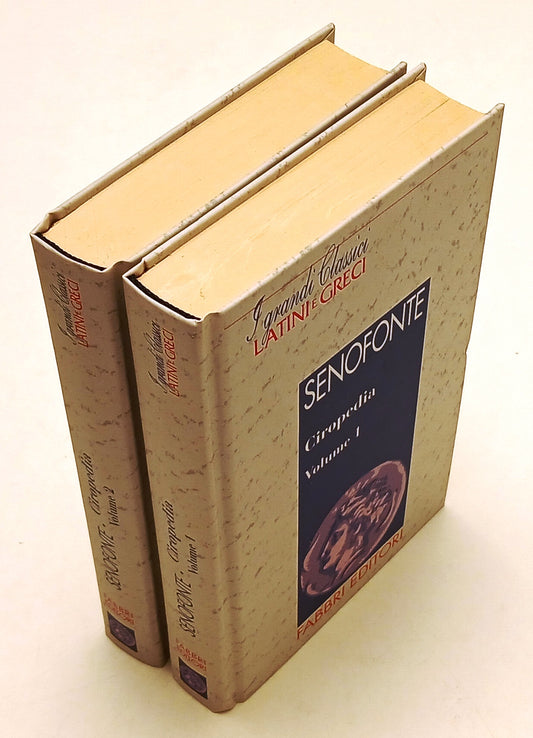 I grandi Classici
LATINI E GRECI
SENOFONTE
Ciropedia
Volume 1
FABBRI EDITORI
I grandi Classici
LATINI E GRECI
SENOFONTE - Ciropedia
Volume 1
FABBRI
EDITORI
I grandi Classici
LATINI E GRECI
SENOFONTE - Ciropedia
Volume 2
FABBRI
EDITORI